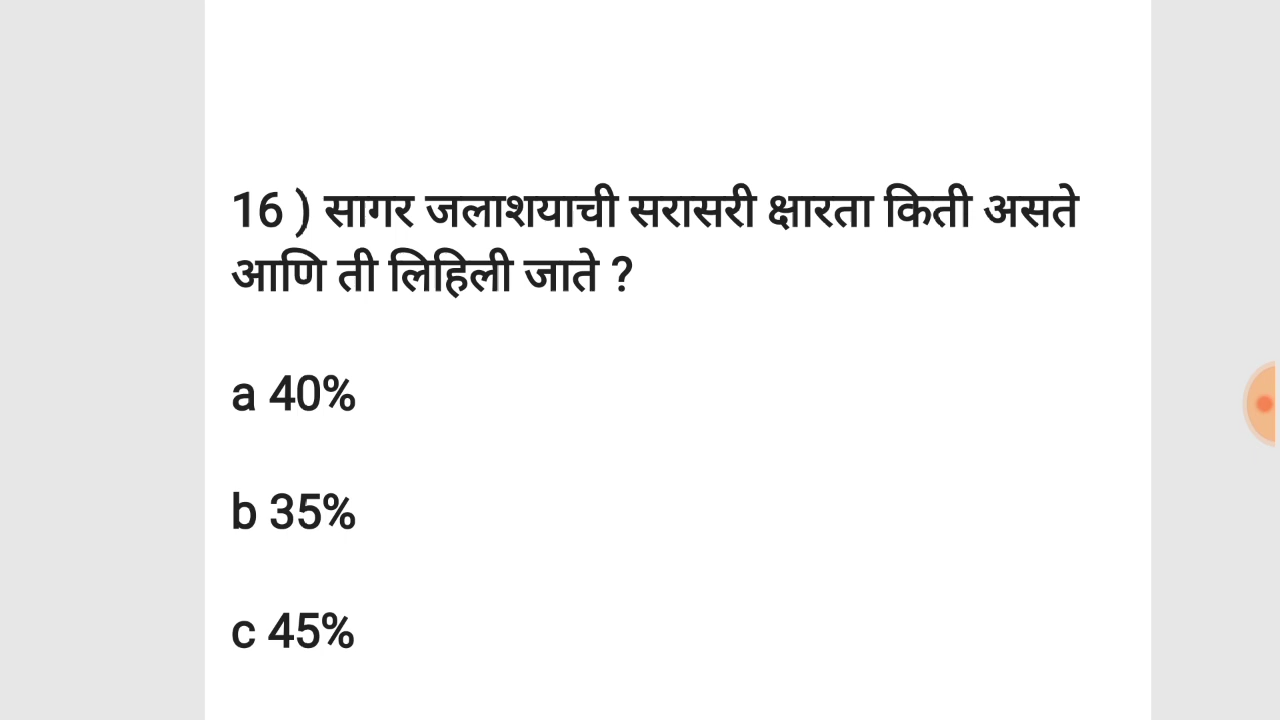 16 ) सागर जलाशयाची सरासरी क्षारता किती असते
आणि ती लिहिली जाते ?
a 40%
b 35%
c 45%